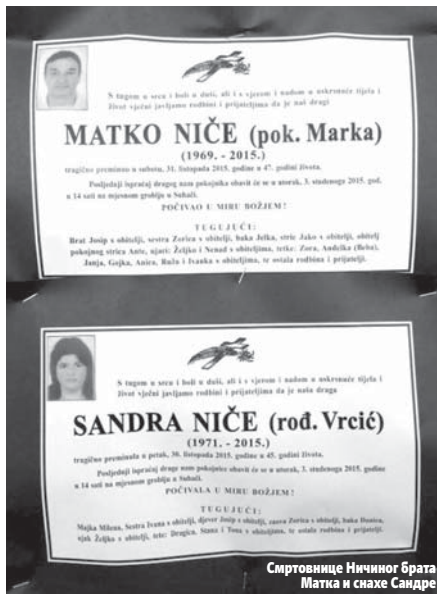 S tugom u srcu i boli u duši, ali i s vjerom i nadom u uskrsnuće tijela i
život vječni javljamo rodbini i prijateljima da je naš dragi
MATKO NIČE (pok. Marka)
(1969. - 2015.)
tragično preminuo u subotu, 31. listopada 2015. godine u 47. godini života.
Posljednji ispraćaj dragog nam pokojnika obavit će se u utorak, 3. studenoga 2015. god.
u 14 sati na mjesnom groblju u Suhači.
POČIVAO U MIRU BOŽJEM!
TUGUJUĆI:
Brat Josip s obitelji, sestra Zorica s obitelji, baka Jelka, stric Jako s obitelji, obitelj
pokojnog strica Ante, ujaci: Željko i Nenad s obiteljima, tetke: Zora, Anđelka (Beba),
Janja, Gojka, Anica, Ruža i Ivanka s obiteljima, te ostala rodbina i prijatelji.
S tugom u srcu i boli u duši, ali i s vjerom i nadom u uskrsnuće tijela i
život vječni javljamo rodbini i prijateljima da je naša draga
SANDRA NIČE (rođ. Vrcić)
(1971. - 2015.)
tragično preminula u petak, 30. listopada 2015. godine u 45. godini života.
Posljednji ispraćaj drage nam pokojnice obavit će se u utorak, 3. studenoga 2015. godine
u 14 sati na mjesnom groblju u Suhači.
POČIVALA U MIRU BOŽJEM!
TUGUJUĆI:
Majka Milena, Sestra Ivana s obitelji, djever Josip s obitelji, zaova Zorica s obitelji, baka Danica,
ujak Željko s obitelji, tete: Dragica, Stana i Tona s obiteljima, te ostala rodbina i prijatelji.
Смртовнице Ничиног брата
Матка и снахе Сандре